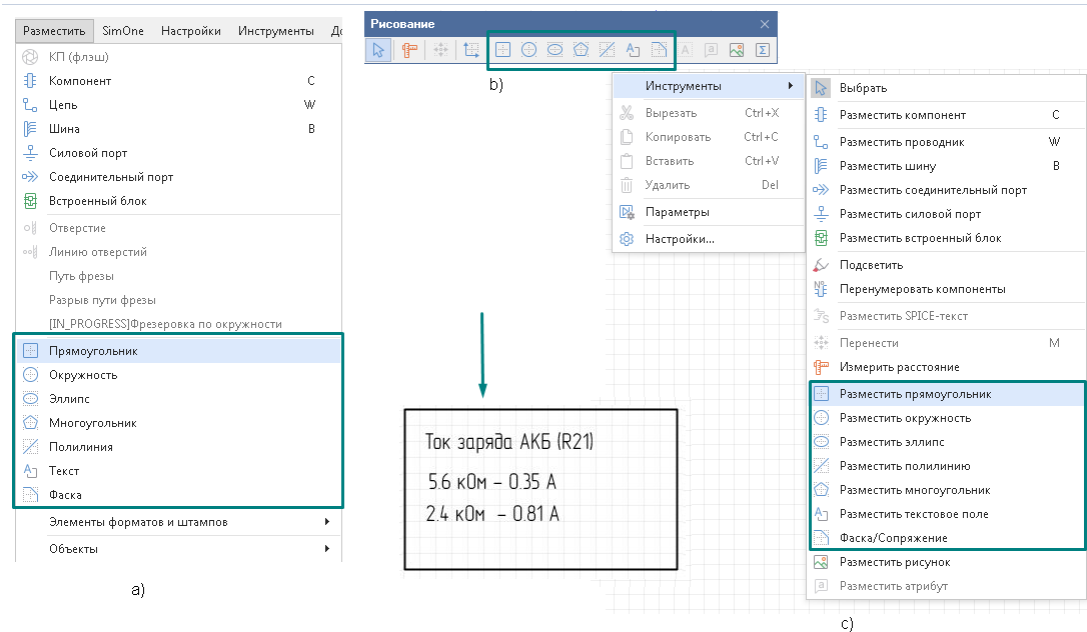 Разместить SimOne Настройки Инструменты До
КП (флэш)
Компонент C
Цепь W
Шина B
Силовой порт
Соединительный порт
Встроенный блок
Отверстие
Линию отверстий
Путь фрезы
Разрыв пути фрезы
[IN_PROGRESS]Фрезеровка по окружности
Прямоугольник
Окружность
Эллипс
Многоугольник
Полилиния
Текст
Фаска
Элементы форматов и штампов
Объекты
a)
Рисование
b)
Инструменты
Вырезать Ctrl+X
Копировать Ctrl+C
Вставить Ctrl+V
Удалить Del
Параметры
Настройки...
Выбрать
Разместить компонент C
Разместить проводник W
Разместить шину B
Разместить соединительный порт
Разместить силовой порт
Разместить встроенный блок
Подсветить
Перенумеровать компоненты
Разместить SPICE-текст
Перенести M
Измерить расстояние
Разместить прямоугольник
Разместить окружность
Разместить эллипс
Разместить полилинию
Разместить многоугольник
Разместить текстовое поле
Фаска/Сопряжение
Разместить рисунок
Разместить атрибут
c)
Ток заряда АКБ (R21)
5.6 кОм – 0.35 А
2.4 кОм – 0.81 А